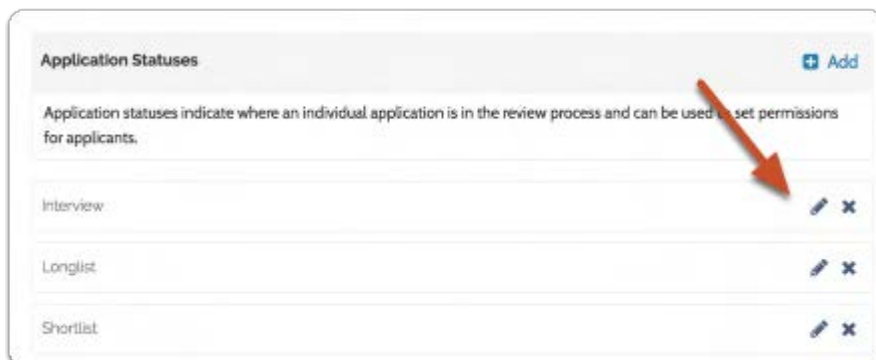 Application Statuses
Add
Application statuses indicate where an individual application is in the review process and can be used to set permissions
for applicants.
Interview
Longlist
Shortlist